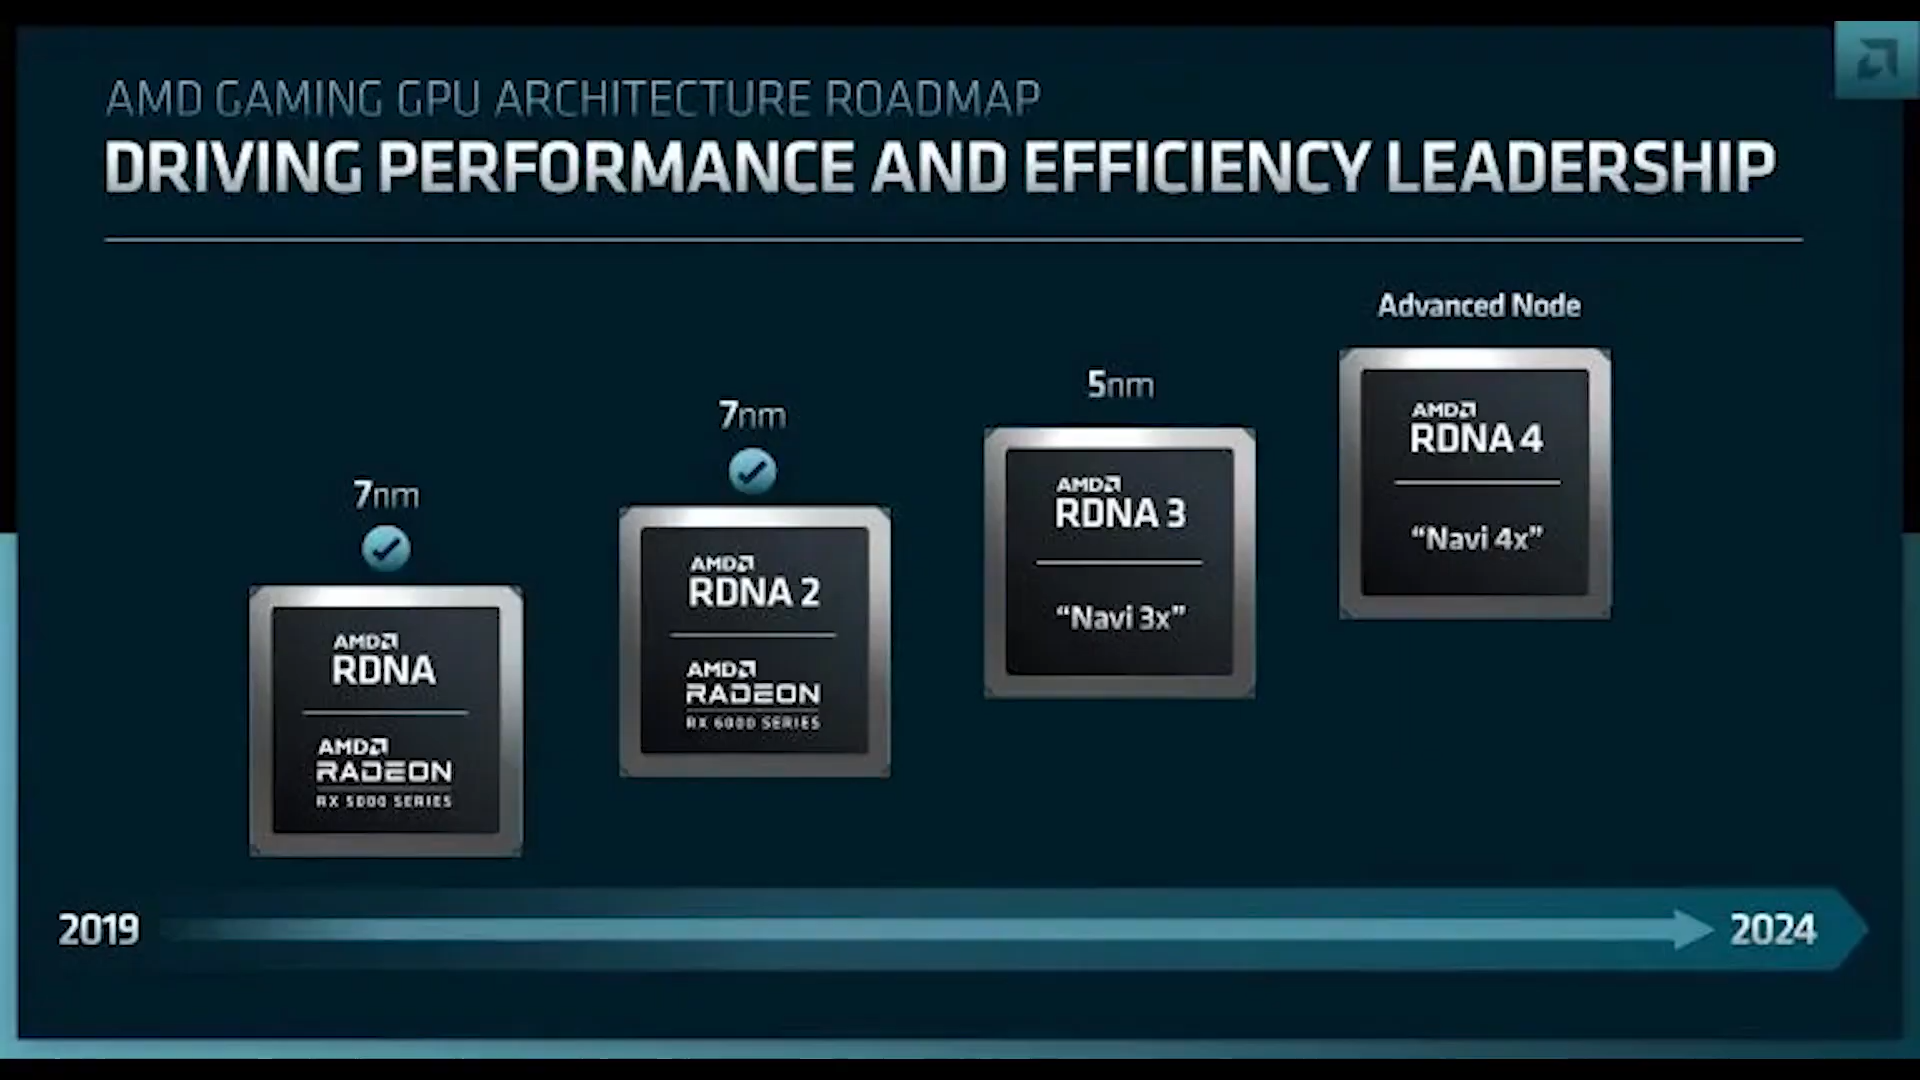 AMD GAMING GPU ARCHITECTURE ROADMAP
DRIVING PERFORMANCE AND EFFICIENCY LEADERSHIP
7nm
AMD
RDNA
AMD
RADEON
RX 5000 SERIES
7nm
AMD
RDNA 2
AMD
RADEON
RX 6000 SERIES
5nm
AMD
RDNA 3
“Navi 3x”
Advanced Node
AMD
RDNA 4
“Navi 4x”
2019
2024